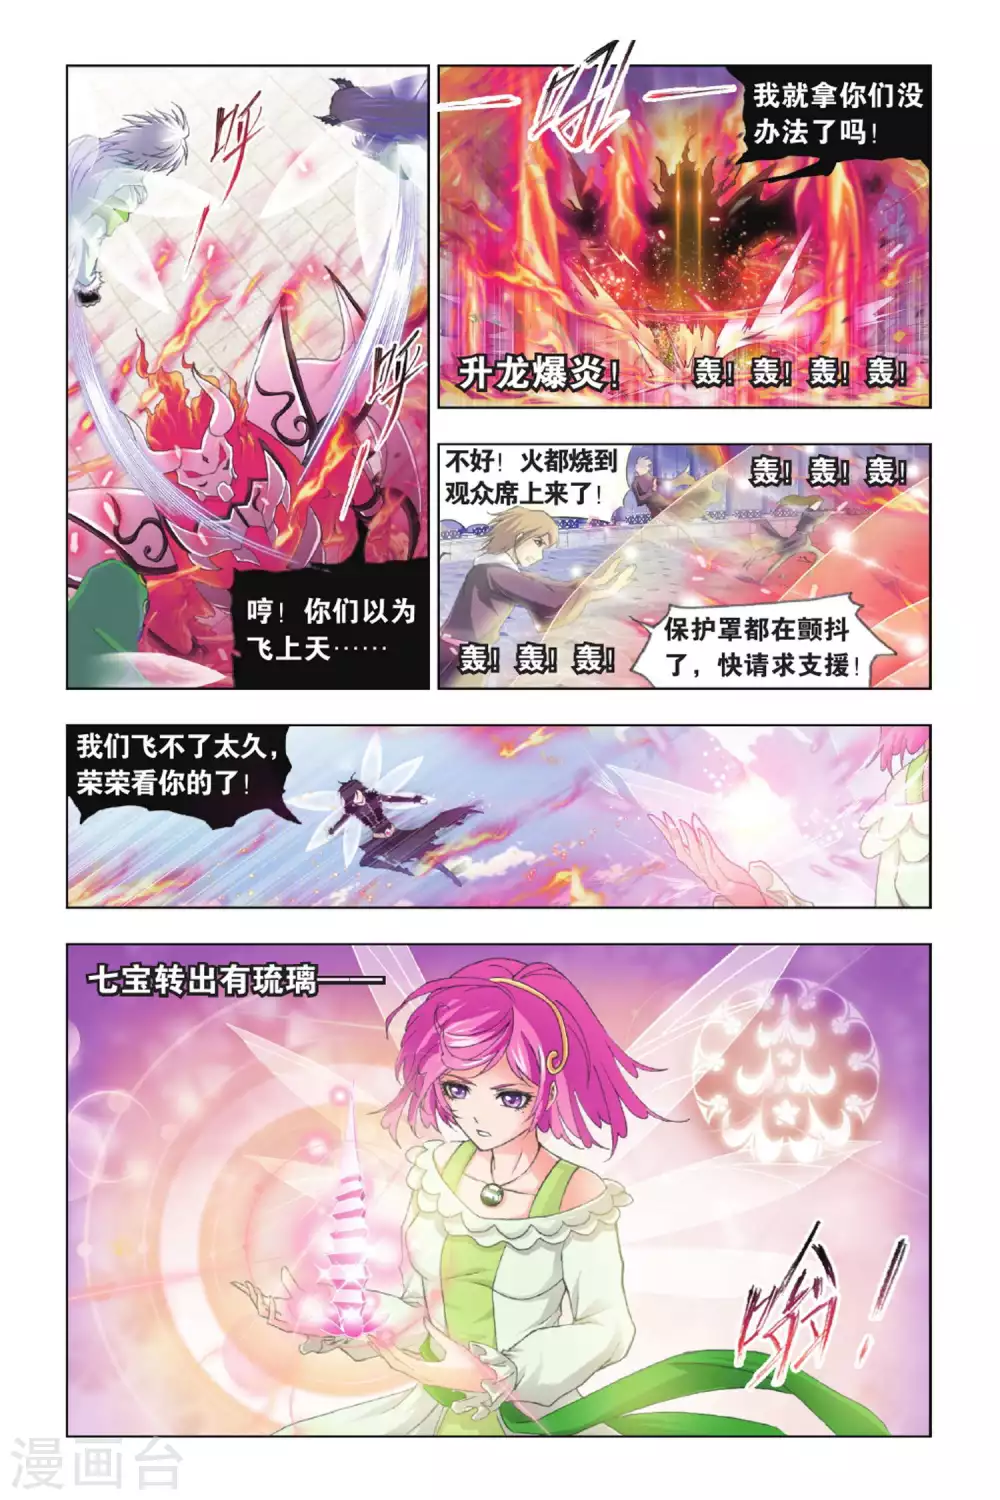 呼
呼
哼！你们以为
飞上天……
一吼一
我就拿你们没
办法了吗！
升龙爆炎！
轰！轰！轰！轰！
不好！火都烧到
观众席上来了！
轰！轰！轰！
轰！轰！轰！
保护罩都在颤抖
了，快请求支援！
我们飞不了太久，
荣荣看你的了！
七宝转出有琉璃——
嗡！
漫画台